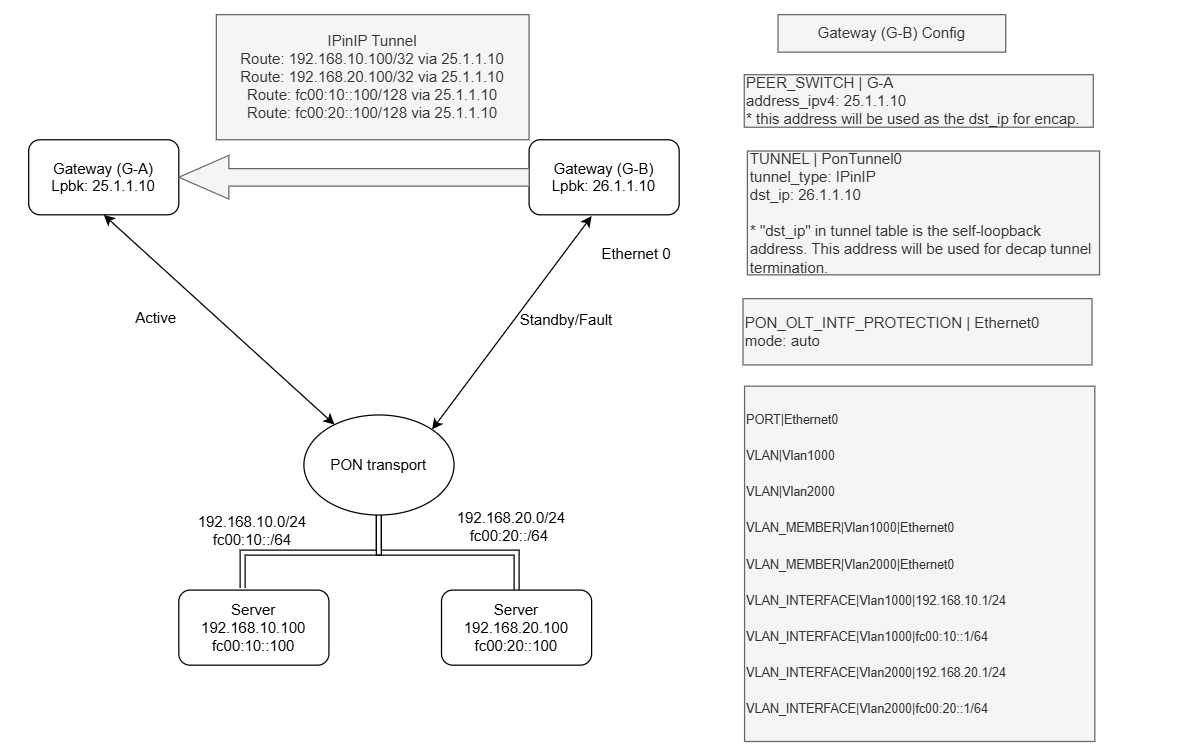 IPinIP Tunnel
Route: 192.168.10.100/32 via 25.1.1.10
Route: 192.168.20.100/32 via 25.1.1.10
Route: fc00:10::100/128 via 25.1.1.10
Route: fc00:20::100/128 via 25.1.1.10
Gateway (G-A)
Lpbk: 25.1.1.10
Gateway (G-B)
Lpbk: 26.1.1.10
Ethernet 0
Active
Standby/Fault
PON transport
192.168.10.0/24
fc00:10::/64
192.168.20.0/24
fc00:20::/64
Server
192.168.10.100
fc00:10::100
Server
192.168.20.100
fc00:20::100
Gateway (G-B) Config
PEER_SWITCH | G-A
address_ipv4: 25.1.1.10
* this address will be used as the dst_ip for encap.
TUNNEL | PonTunnel0
tunnel_type: IPinIP
dst_ip: 26.1.1.10
* "dst_ip" in tunnel table is the self-loopback
address. This address will be used for decap tunnel
termination.
PON_OLT_INTF_PROTECTION | Ethernet0
mode: auto
PORT|Ethernet0
VLAN|Vlan1000
VLAN|Vlan2000
VLAN_MEMBER|Vlan1000|Ethernet0
VLAN_MEMBER|Vlan2000|Ethernet0
VLAN_INTERFACE|Vlan1000|192.168.10.1/24
VLAN_INTERFACE|Vlan1000|fc00:10::1/64
VLAN_INTERFACE|Vlan2000|192.168.20.1/24
VLAN_INTERFACE|Vlan2000|fc00:20::1/64